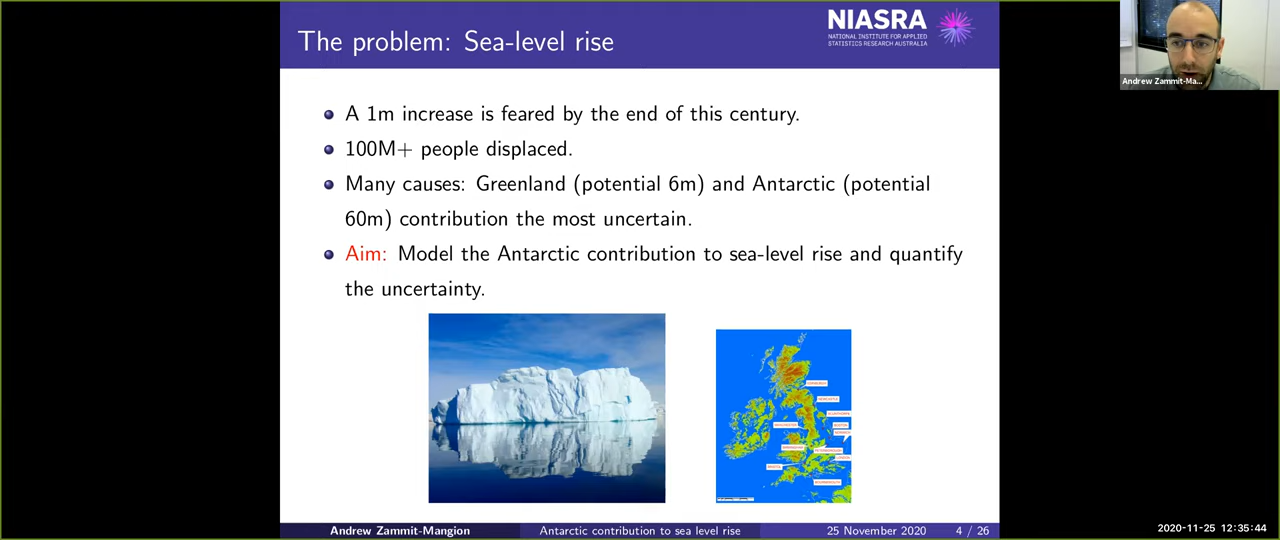 The problem: Sea-level rise
NIASRA
NATIONAL INSTITUTE FOR APPLIED
STATISTICS RESEARCH AUSTRALIA
Andrew Zammit-Ma...
A 1m increase is feared by the end of this century.
100M+ people displaced.
Many causes: Greenland (potential 6m) and Antarctic (potential
60m) contribution the most uncertain.
Aim: Model the Antarctic contribution to sea-level rise and quantify
the uncertainty.
Andrew Zammit-Mangion
Antarctic contribution to sea level rise
25 November 2020
4 / 26
2020-11-25 12:35:44